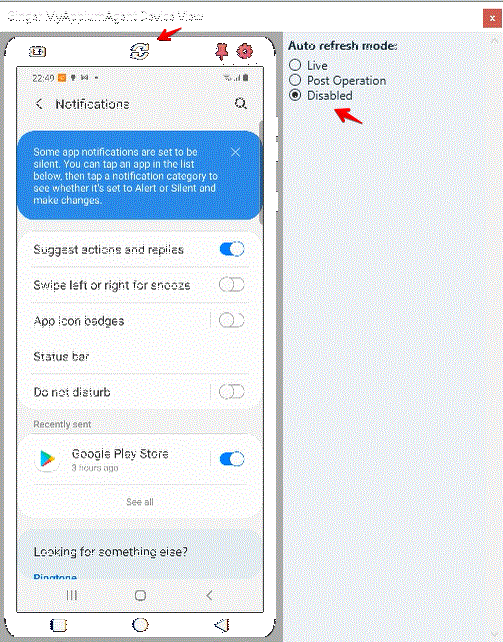 Ginger MyAppiumAgent Device View
Auto refresh mode:
Live
Post Operation
Disabled
22:49
Notifications
Some app notifications are set to be
silent. You can tap an app in the list
below, then tap a notification category to
see whether it's set to Alert or Silent and
make changes.
Suggest actions and replies
Swipe left or right for snooze
App icon badges
Status bar
Do not disturb
Recently sent
Google Play Store
3 hours ago
See all
Looking for something else?
Ringtone